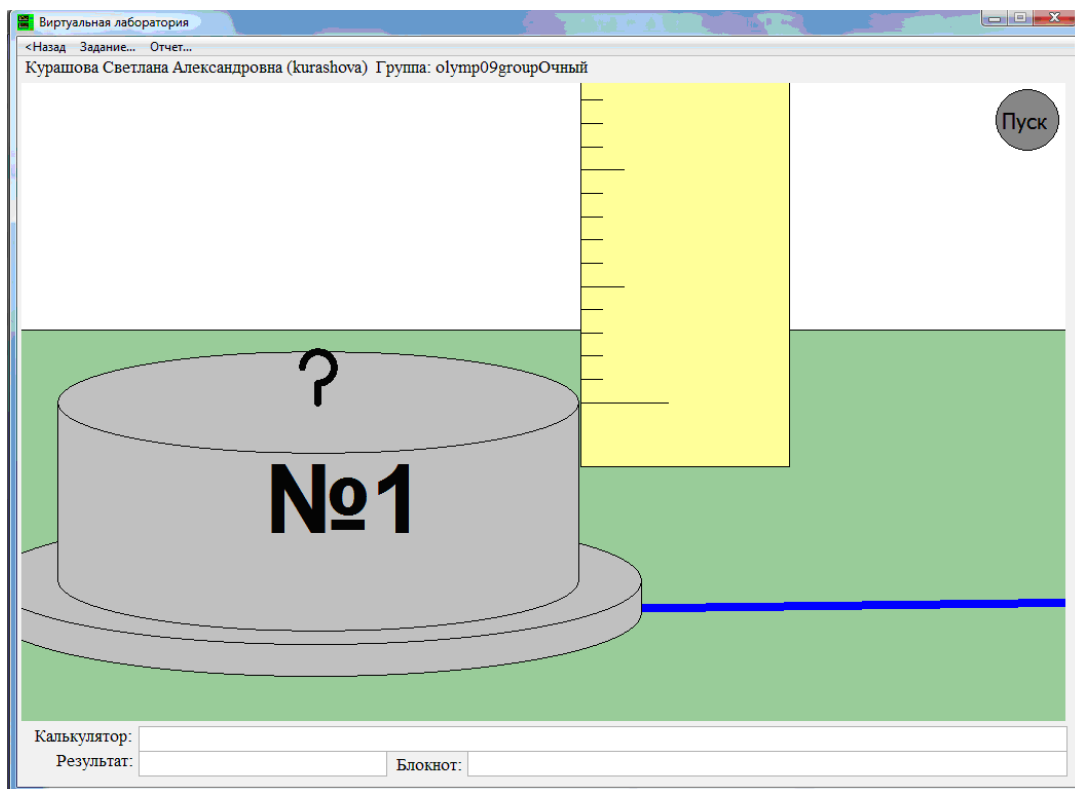 Виртуальная лаборатория
<Назад Задание... Отчет...
Курашова Светлана Александровна (kurashova) Группа: olymp09groupОчный
Пуск
?
№1
Калькулятор:
Результат:
Блокнот: